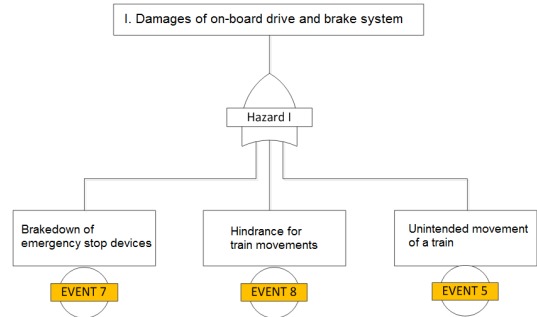 I. Damages of on-board drive and brake system
Hazard I
Brakedown of
emergency stop devices
Hindrance for
train movements
Unintended movement
of a train
EVENT 7
EVENT 8
EVENT 5